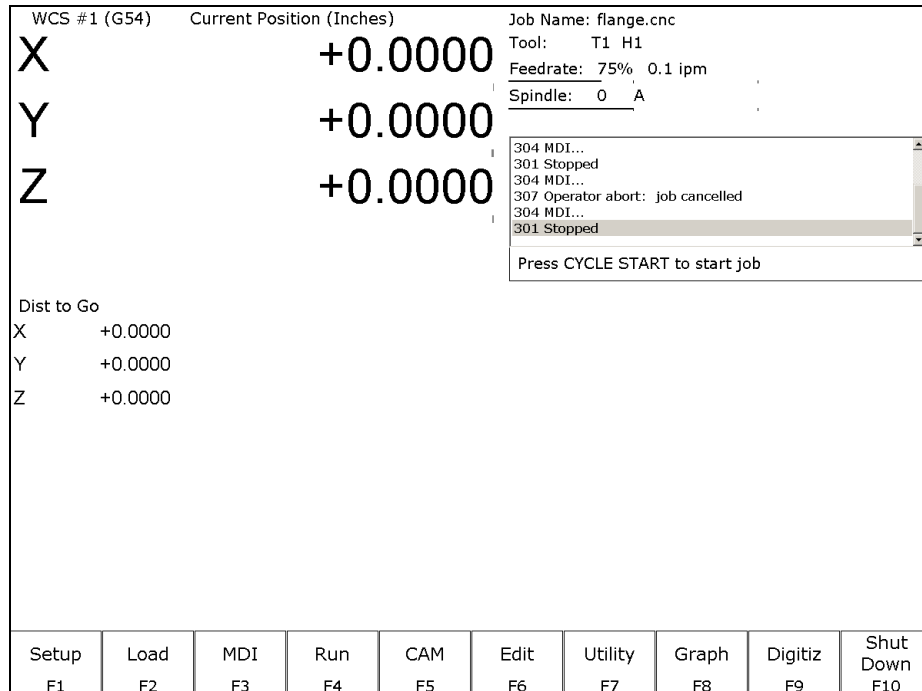 WCS #1 (G54) Current Position (Inches)
X +0.0000
Y +0.0000
Z +0.0000
Job Name: flange.cnc
Tool: T1 H1
Feedrate: 75% 0.1 ipm
Spindle: 0 A
304 MDI...
301 Stopped
304 MDI...
307 Operator abort: job cancelled
304 MDI...
301 Stopped
Press CYCLE START to start job
Dist to Go
X +0.0000
Y +0.0000
Z +0.0000
Setup Load MDI Run CAM Edit Utility Graph Digitiz Shut Down
F1 F2 F3 F4 F5 F6 F7 F8 F9 F10